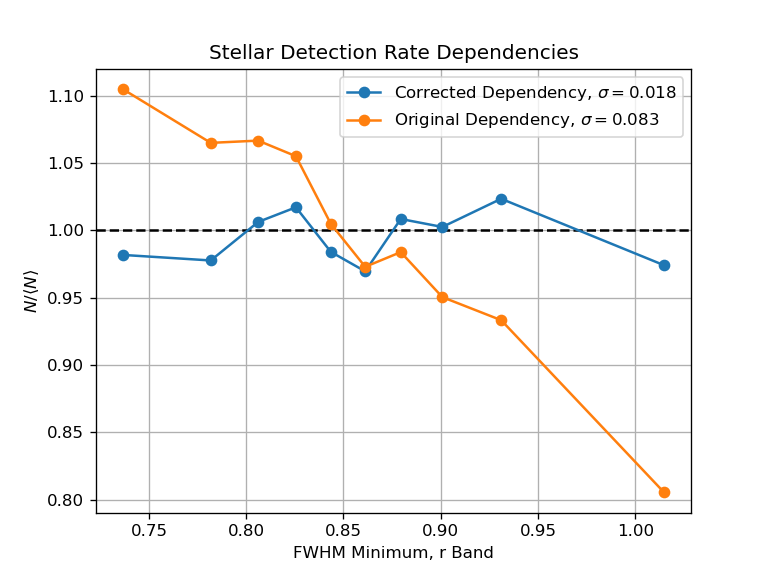 Stellar Detection Rate Dependencies
Corrected Dependency, σ = 0.018
Original Dependency, σ = 0.083
1.10
1.05
1.00
0.95
0.90
0.85
0.80
N/⟨N⟩
0.75 0.80 0.85 0.90 0.95 1.00
FWHM Minimum, r Band